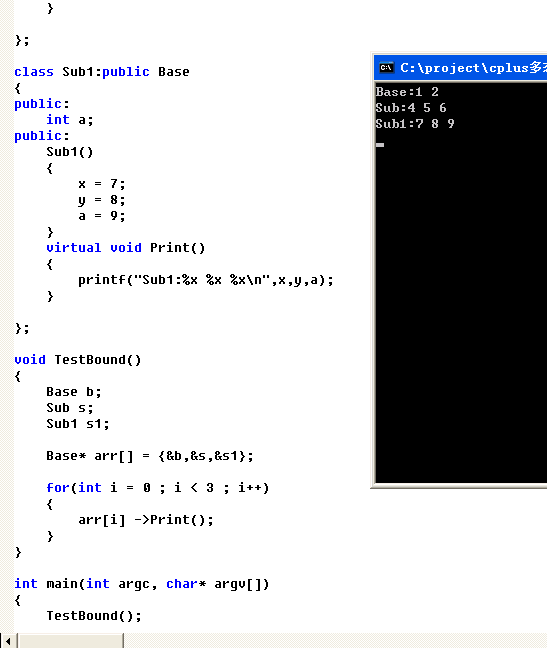 }

};

class Sub1:public Base
{
public:
    int a;
public:
    Sub1()
    {
        x = 7;
        y = 8;
        a = 9;
    }
    virtual void Print()
    {
        printf("Sub1:%x %x %x\n",x,y,a);
    }

};

void TestBound()
{
    Base b;
    Sub s;
    Sub1 s1;

    Base* arr[] = {&b,&s,&s1};

    for(int i = 0 ; i < 3 ; i++)
    {
        arr[i] ->Print();
    }
}

int main(int argc, char* argv[])
{
    TestBound();
C:\project\cplus多
Base:1 2
Sub:4 5 6
Sub1:7 8 9